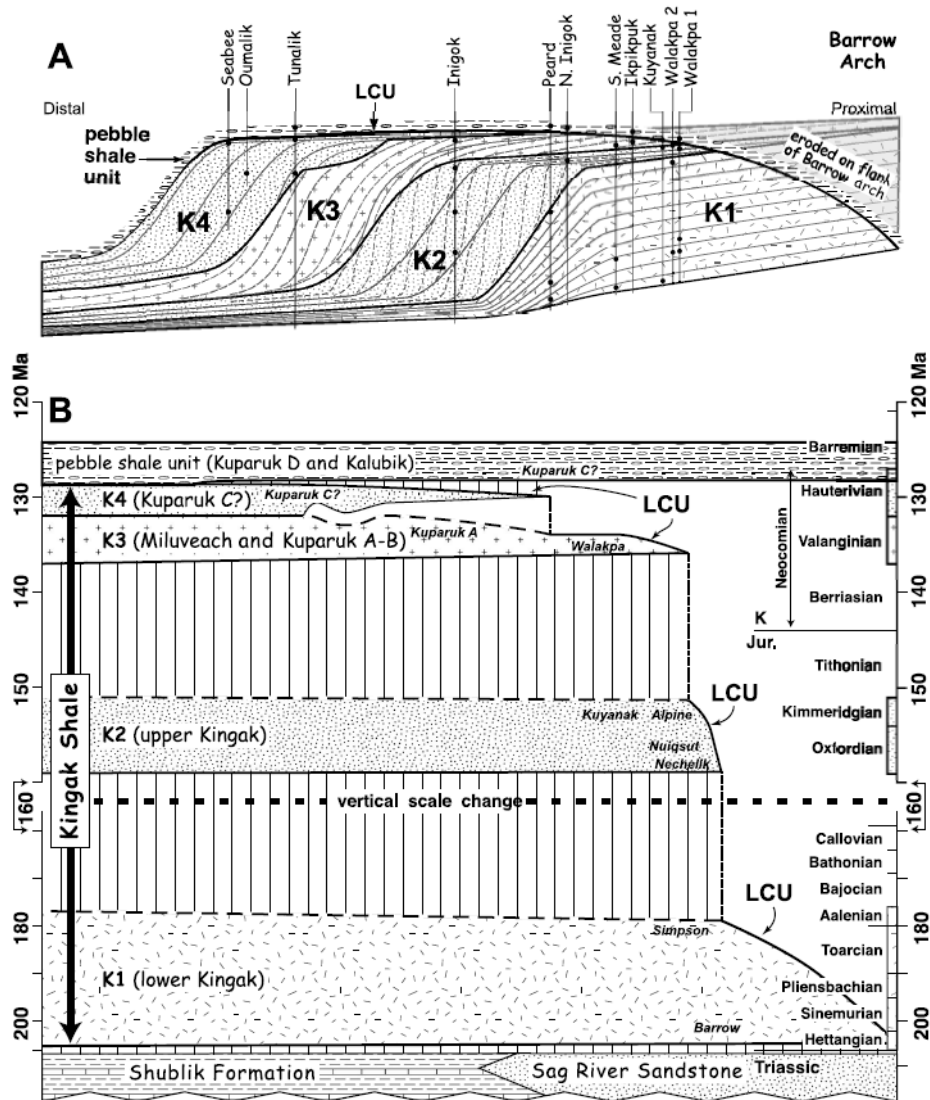 A
Seabee
Oumalik
Tunalik
Inigok
Peard
N. Inigok
S. Meade
Ikpikpuk
Kuyanak
Walakpa 2
Walakpa 1
Barrow
Arch
Distal
LCU
Proximal
pebble
shale
unit
eroded on flank
of Barrow arch
K4
K3
K2
K1
120 Ma
B
120 Ma
Barremian
pebble shale unit (Kuparuk D and Kalubik)
Kuparuk C?
130
K4 (Kuparuk C?)
Kuparuk C?
LCU
Hauterivian
130
K3 (Miluveach and Kuparuk A-B)
Kuparuk A
Walakpa
Neocomian
Valanginian
140
Berriasian
140
K
Jur.
Tithonian
150
LCU
150
Kingak Shale
K2 (upper Kingak)
Kuyanak Alpine
Nuiqsut
Nechelik
Kimmeridgian
Oxfordian
160
vertical scale change
160
Callovian
Bathonian
Bajocian
LCU
180
Simpson
Aalenian
180
Toarcian
K1 (lower Kingak)
Pliensbachian
Sinemurian
200
Barrow
200
Hettangian
Shublik Formation
Sag River Sandstone
Triassic